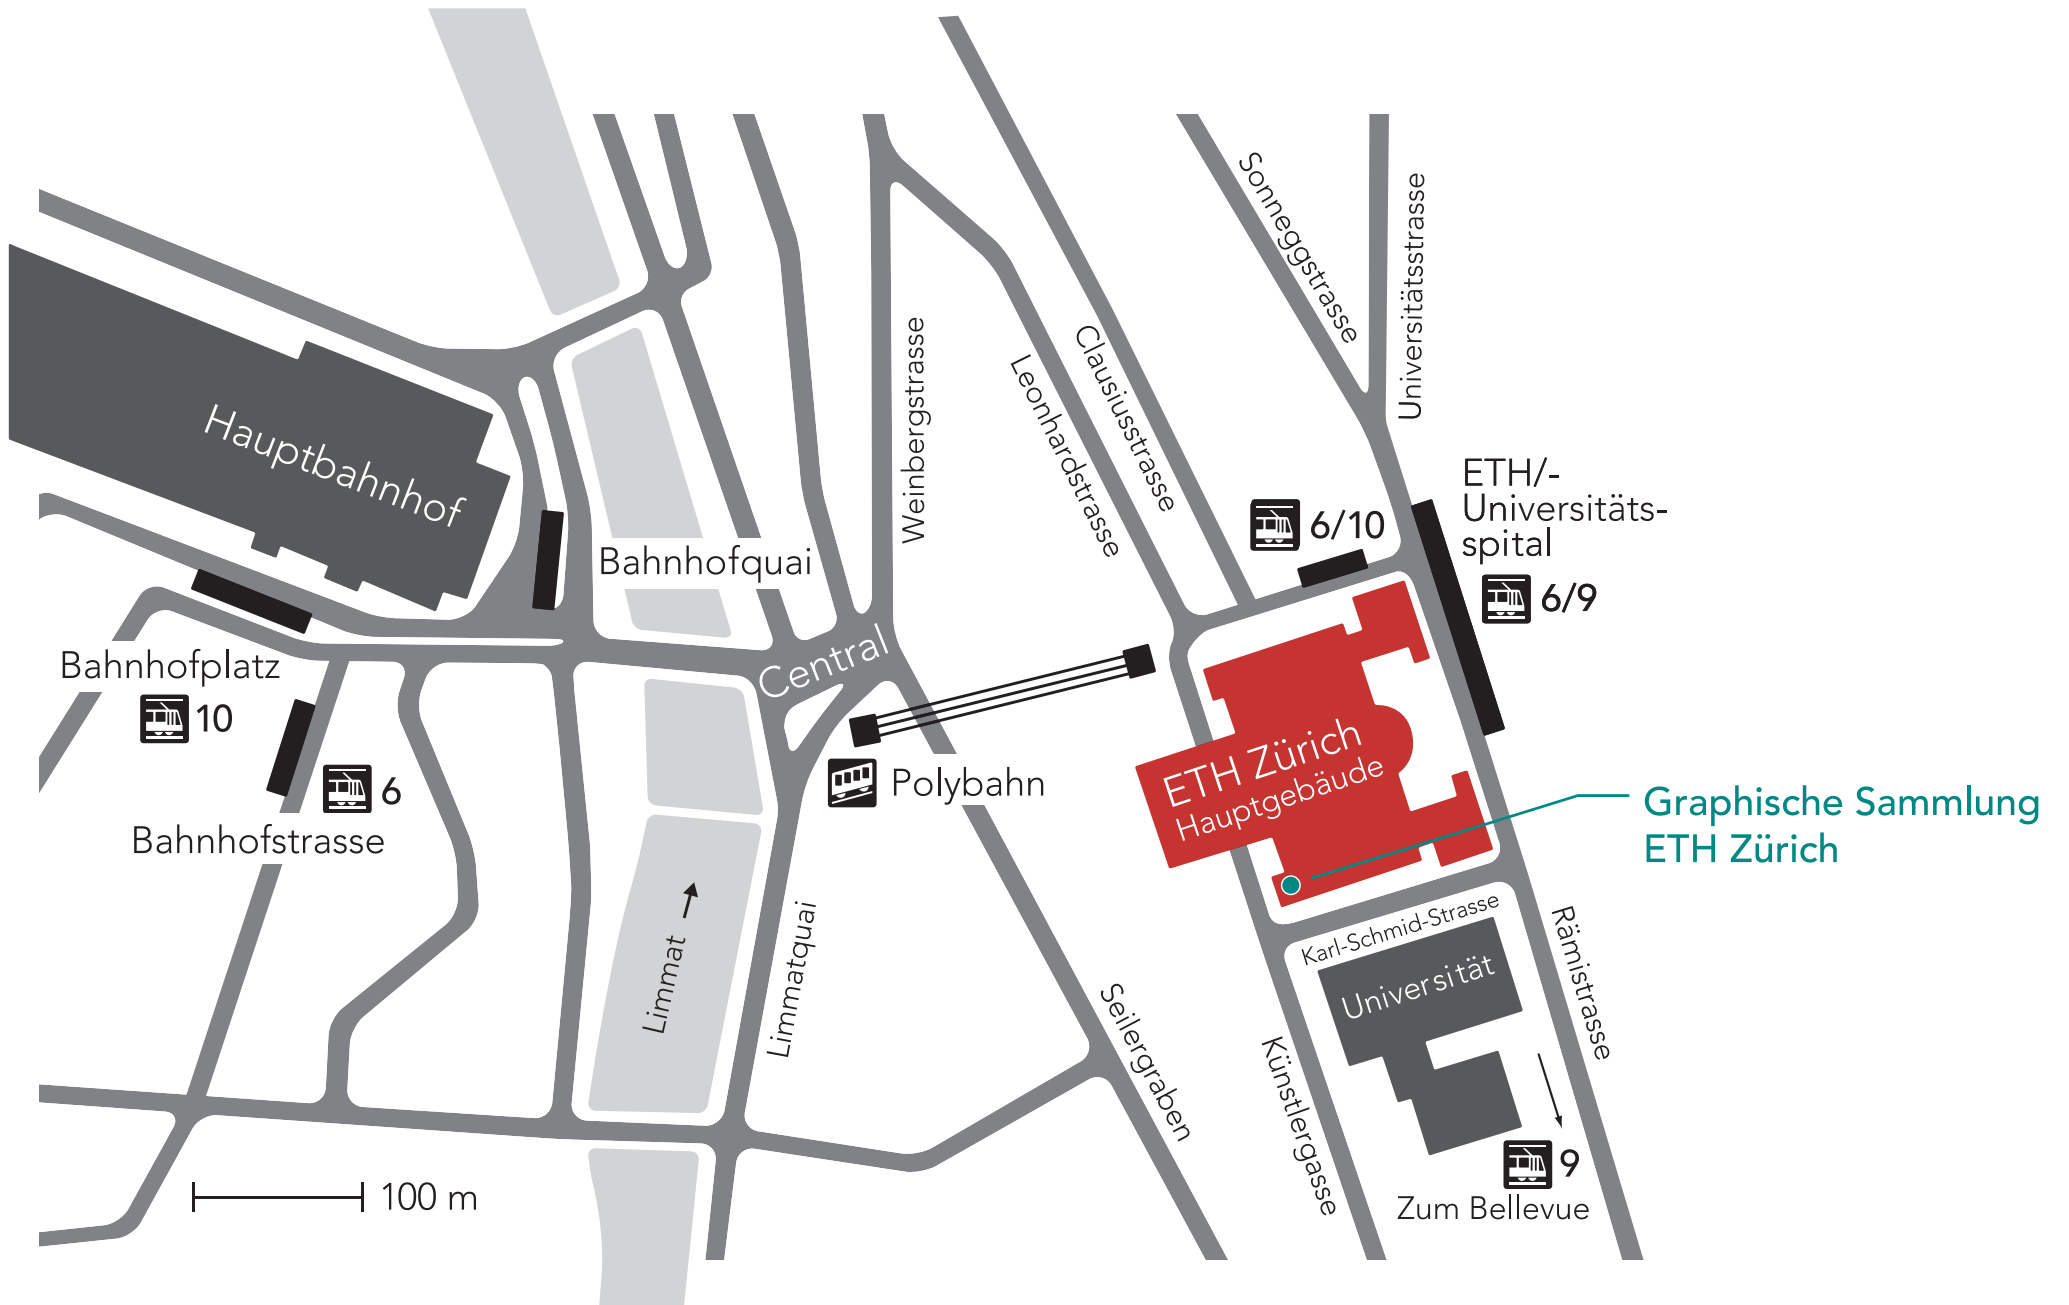 Sonneggstrasse
Universitätsstrasse
Weinbergstrasse
Leonhardstrasse
Clausiusstrasse
Hauptbahnhof
ETH/-
Universitäts-
spital
6/10
6/9
Bahnhofquai
Central
Bahnhofplatz
10
6
Bahnhofstrasse
Polybahn
ETH Zürich
Hauptgebäude
Graphische Sammlung
ETH Zürich
Limmat
Limmatquai
Karl-Schmid-Strasse
Universität
Rämistrasse
Seilergraben
Künstlergasse
9
Zum Bellevue
100 m